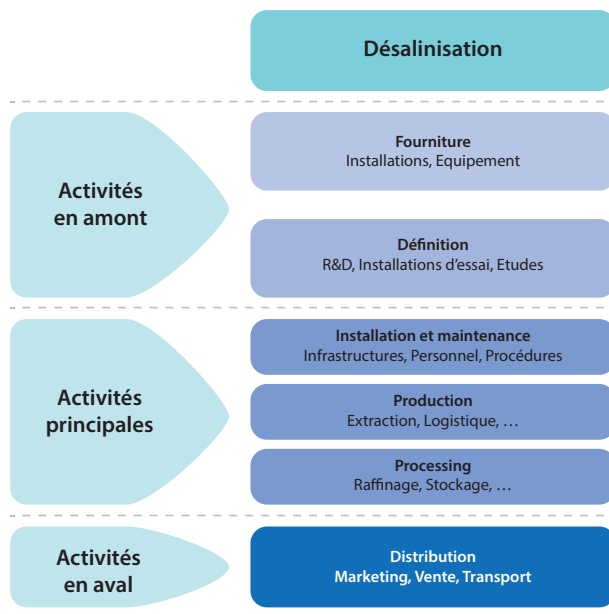 Désalinisation
Activités
en amont
Fourniture
Installations, Equipement
Définition
R&D, Installations d'essai, Etudes
Activités
principales
Installation et maintenance
Infrastructures, Personnel, Procédures
Production
Extraction, Logistique, …
Processing
Raffinage, Stockage, …
Activités
en aval
Distribution
Marketing, Vente, Transport